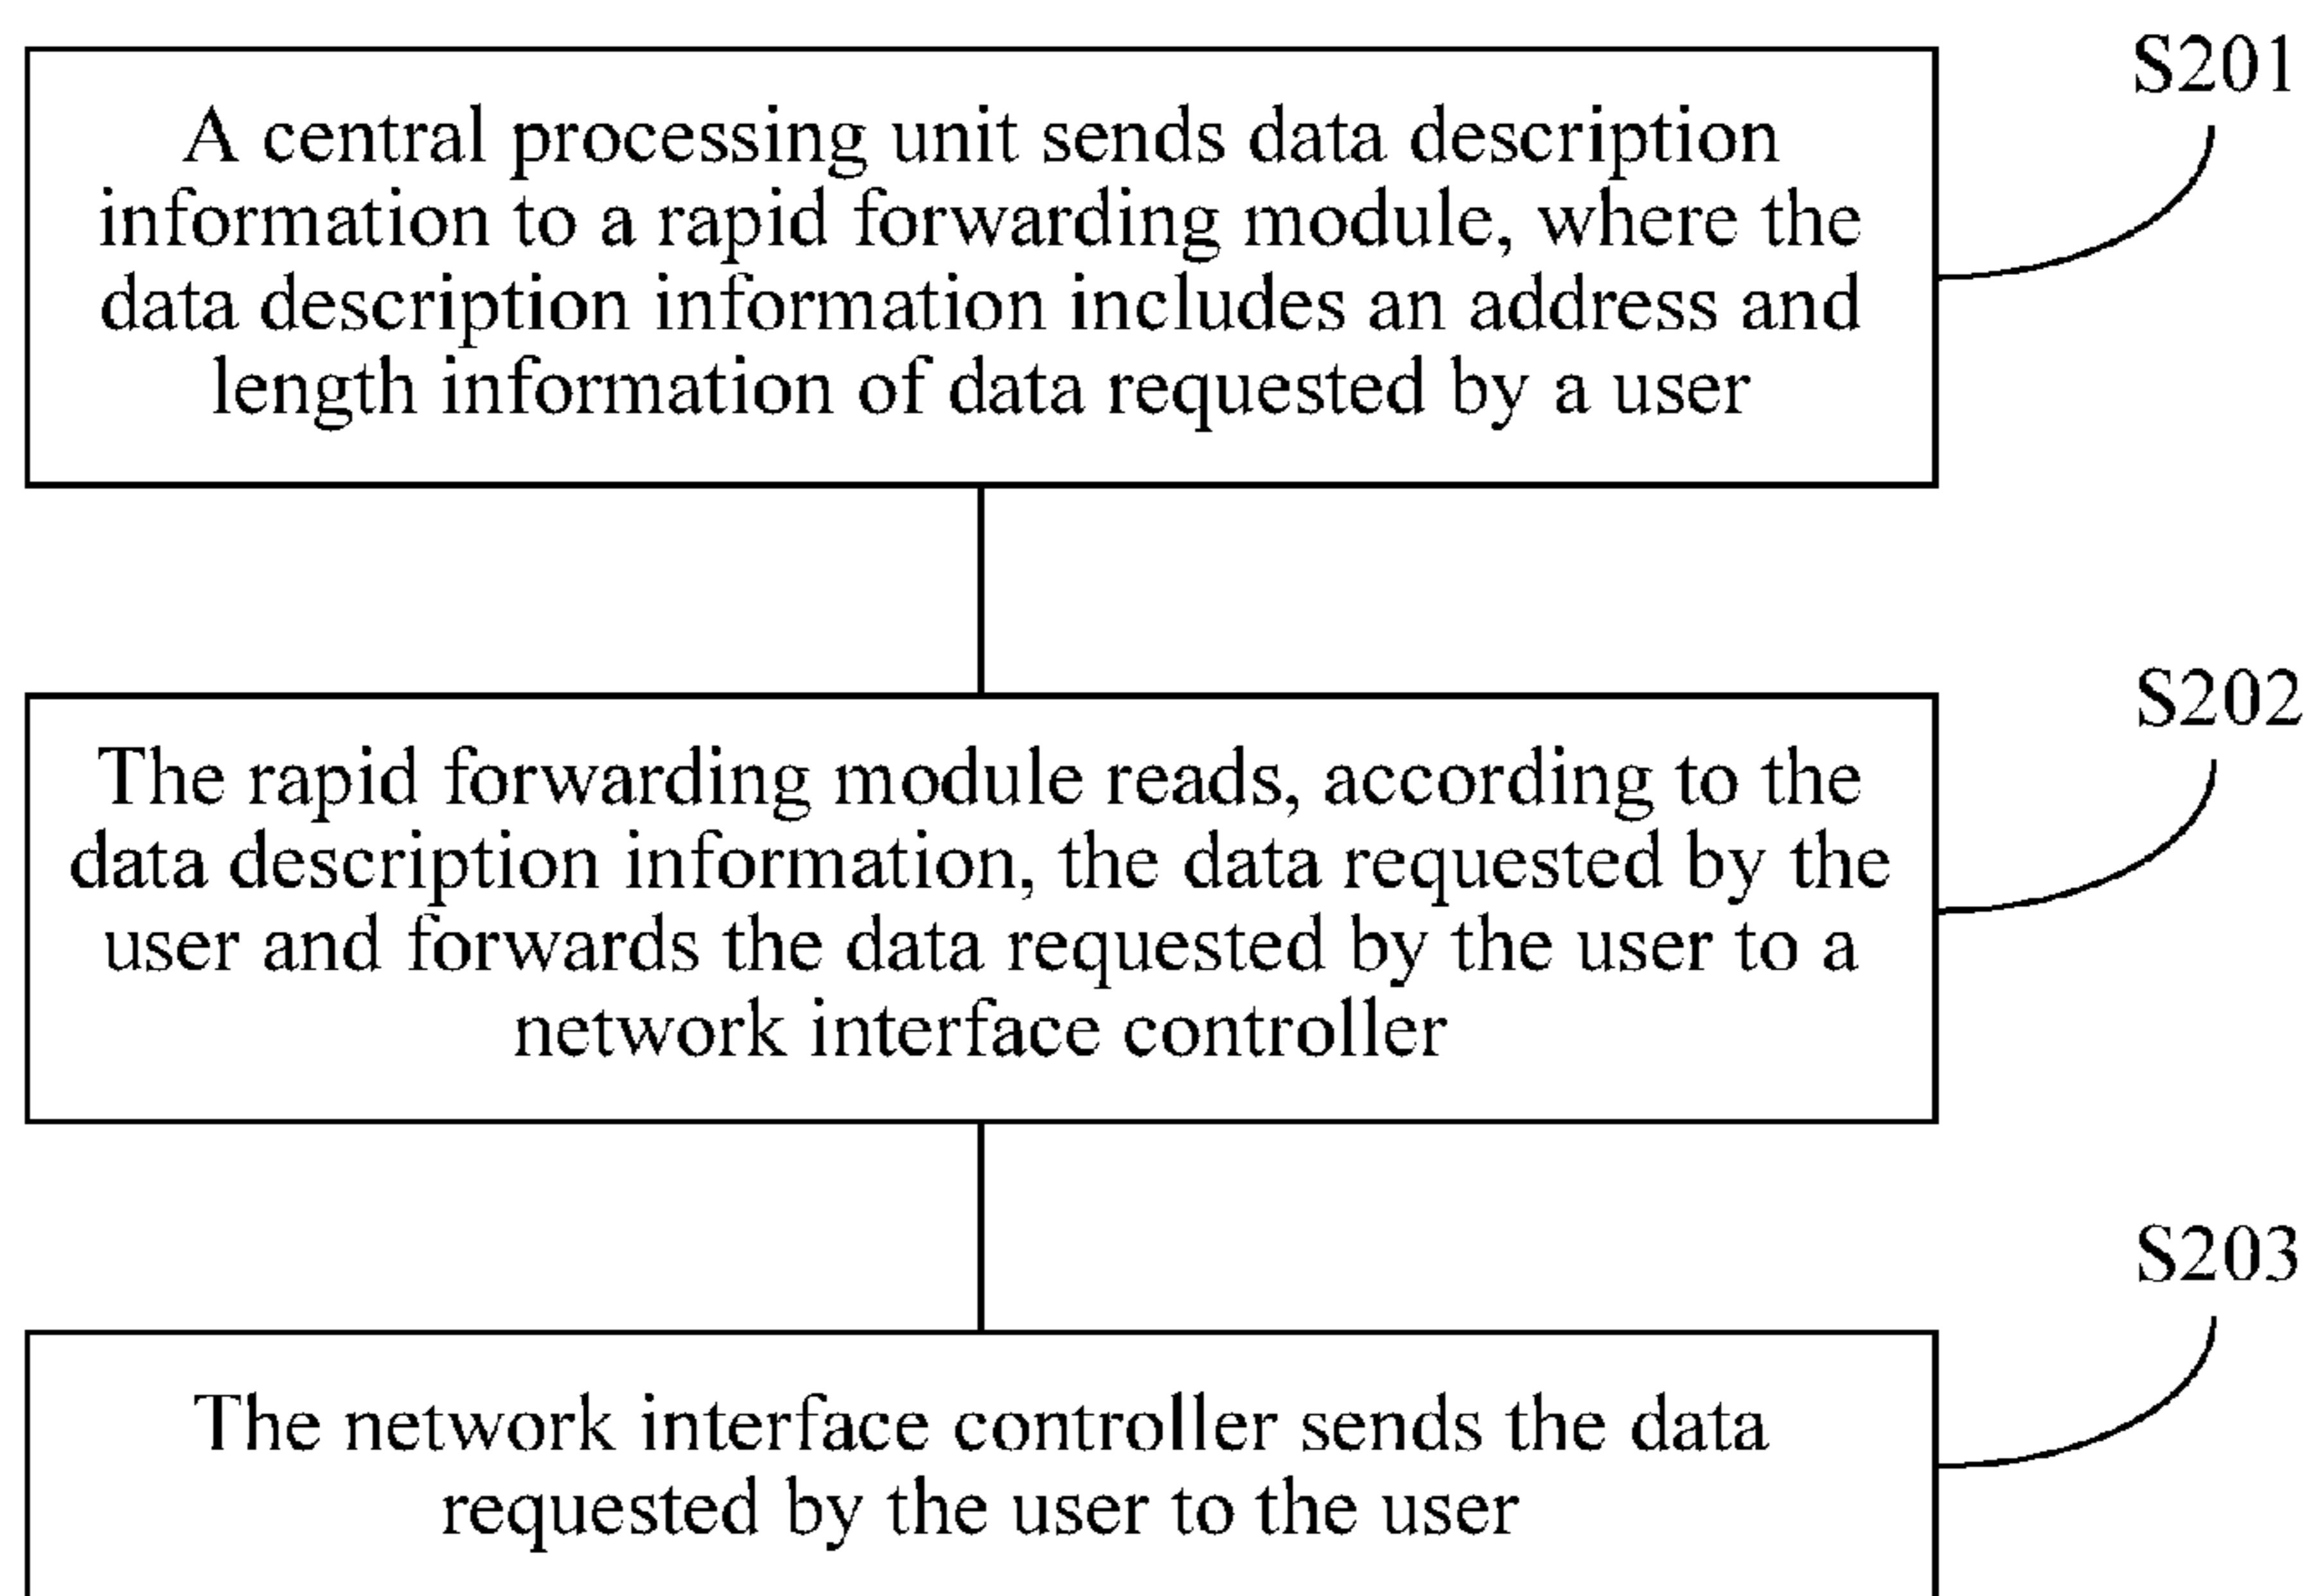 S201
A central processing unit sends data description
information to a rapid forwarding module, where the
data description information includes an address and
length information of data requested by a user
S202
The rapid forwarding module reads, according to the
data description information, the data requested by the
user and forwards the data requested by the user to a
network interface controller
S203
The network interface controller sends the data
requested by the user to the user